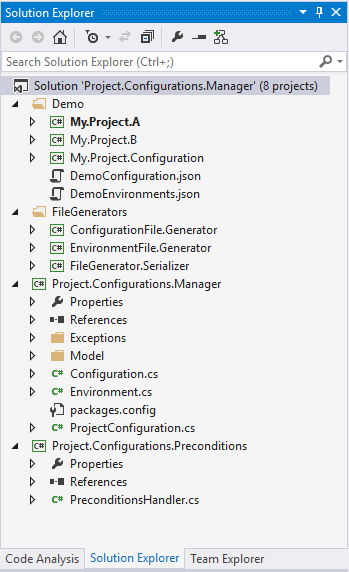 Solution Explorer
Search Solution Explorer (Ctrl+;)
Solution 'Project.Configurations.Manager' (8 projects)
Demo
C# My.Project.A
C# My.Project.B
C# My.Project.Configuration
DemoConfiguration.json
DemoEnvironments.json
FileGenerators
C# ConfigurationFile.Generator
C# EnvironmentFile.Generator
C# FileGenerator.Serializer
C# Project.Configurations.Manager
Properties
References
Exceptions
Model
C# Configuration.cs
C# Environment.cs
packages.config
C# ProjectConfiguration.cs
C# Project.Configurations.Preconditions
Properties
References
C# PreconditionsHandler.cs
Code Analysis Solution Explorer Team Explorer